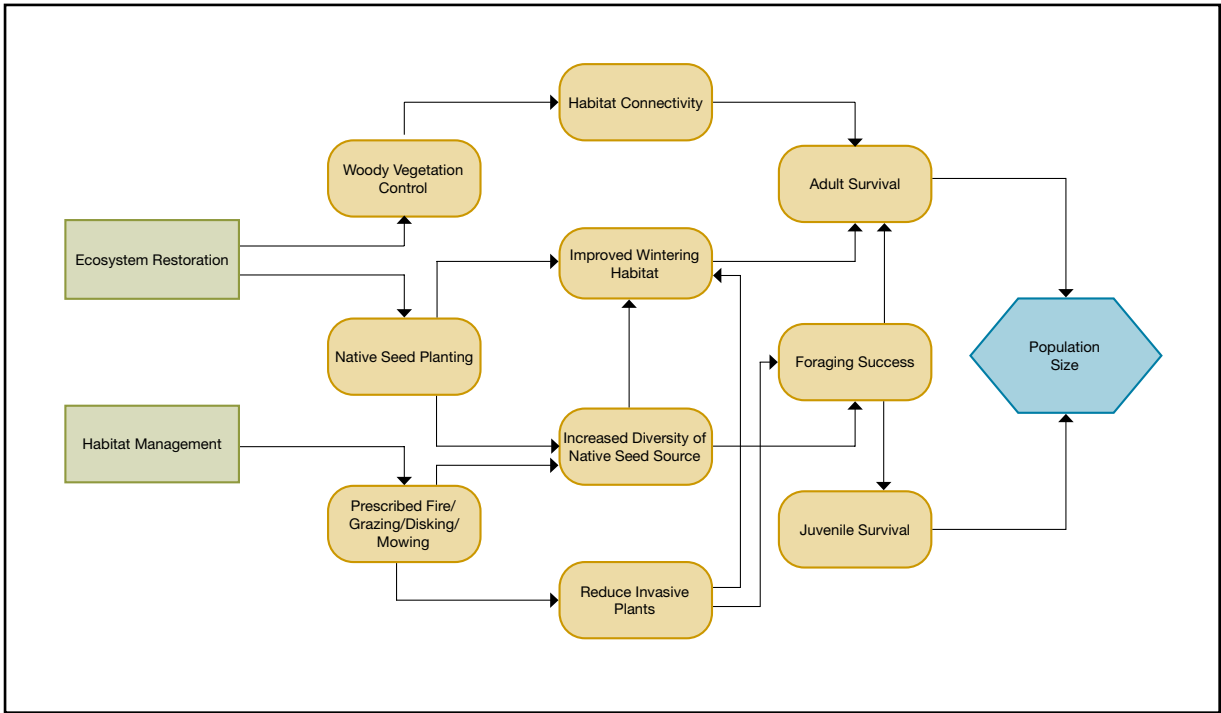 Habitat Connectivity
Woody Vegetation
Control
Adult Survival
Ecosystem Restoration
Improved Wintering
Habitat
Native Seed Planting
Foraging Success
Population
Size
Habitat Management
Increased Diversity of
Native Seed Source
Prescribed Fire/
Grazing/Disking/
Mowing
Juvenile Survival
Reduce Invasive
Plants